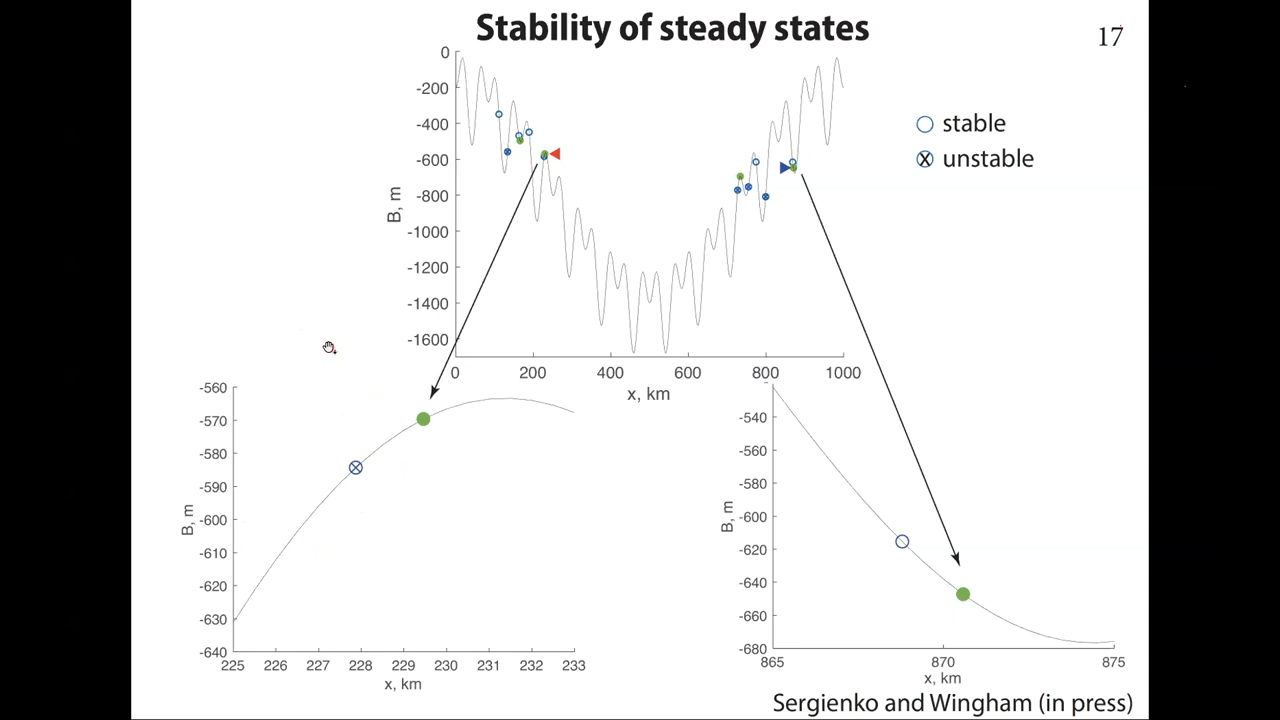 Stability of steady states
17
0
-200
-400
-600
-800
-1000
-1200
-1400
-1600
B, m
0 200 400 600 800 1000
x, km
stable
X unstable
-560
-570
-580
-590
-600
-610
-620
-630
-640
B, m
225 226 227 228 229 230 231 232 233
x, km
-540
-560
-580
-600
-620
-640
-660
-680
B, m
865 870 875
x, km
Sergienko and Wingham (in press)